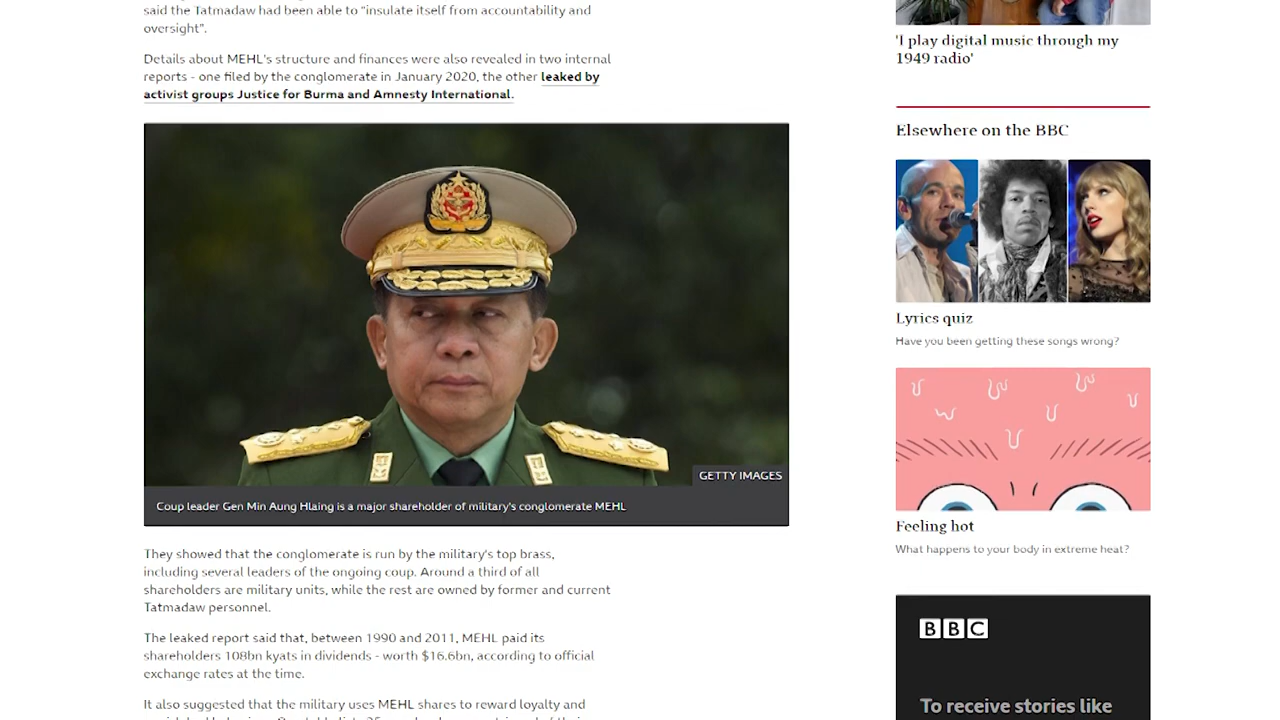 said the Tatmadaw had been able to "insulate itself from accountability and
oversight".
Details about MEHL's structure and finances were also revealed in two internal
reports - one filed by the conglomerate in January 2020, the other leaked by
activist groups Justice for Burma and Amnesty International.
GETTY IMAGES
Coup leader Gen Min Aung Hlaing is a major shareholder of military's conglomerate MEHL
They showed that the conglomerate is run by the military's top brass,
including several leaders of the ongoing coup. Around a third of all
shareholders are military units, while the rest are owned by former and current
Tatmadaw personnel.
The leaked report said that, between 1990 and 2011, MEHL paid its
shareholders 108bn kyats in dividends - worth $16.6bn, according to official
exchange rates at the time.
It also suggested that the military uses MEHL shares to reward loyalty and
'I play digital music through my
1949 radio'
Elsewhere on the BBC
Lyrics quiz
Have you been getting these songs wrong?
Feeling hot
What happens to your body in extreme heat?
BBC
To receive stories like